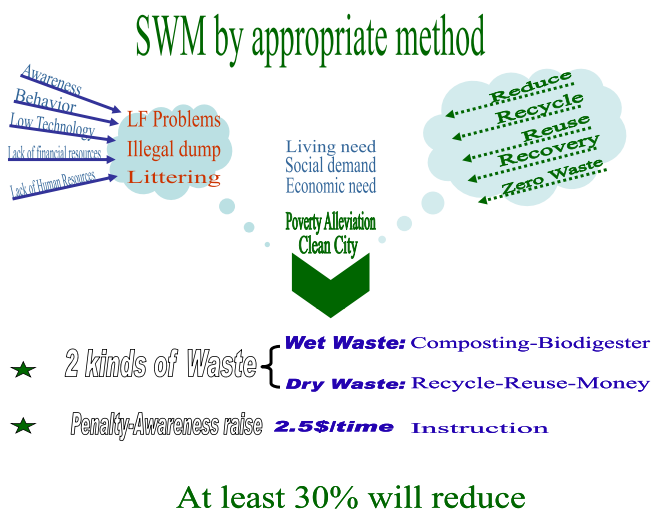 SWM by appropriate method
Awareness
Behavior
Low Technology
Lack of financial resources
Lack of Human Resources
LF Problems
Illegal dump
Littering
Living need
Social demand
Economic need
Reduce
Recycle
Reuse
Recovery
Zero Waste
Poverty Alleviation
Clean City
2 kinds of Waste
Wet Waste: Composting-Biodigester
Dry Waste: Recycle-Reuse-Money
Penalty-Awareness raise 2.5$/time Instruction
At least 30% will reduce